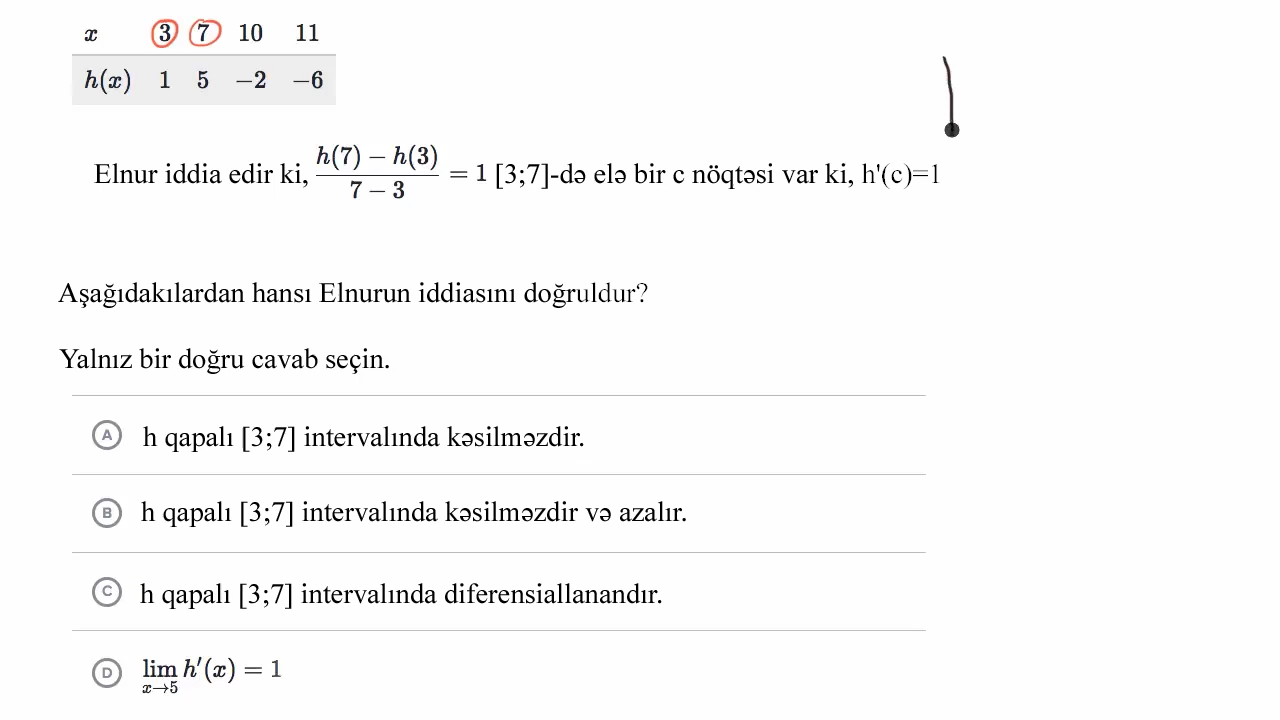 x 3 7 10 11
h(x) 1 5 −2 −6
Elnur iddia edir ki, \frac{h(7) − h(3)}{7 − 3} = 1 [3;7]-də elə bir c nöqtəsi var ki, h'(c)=1
Aşağıdakılardan hansı Elnurun iddiasını doğruldur?
Yalnız bir doğru cavab seçin.
A h qapalı [3;7] intervalında kəsilməzdir.
B h qapalı [3;7] intervalında kəsilməzdir və azalır.
C h qapalı [3;7] intervalında diferensiallanandır.
D lim x→5 h′(x) = 1